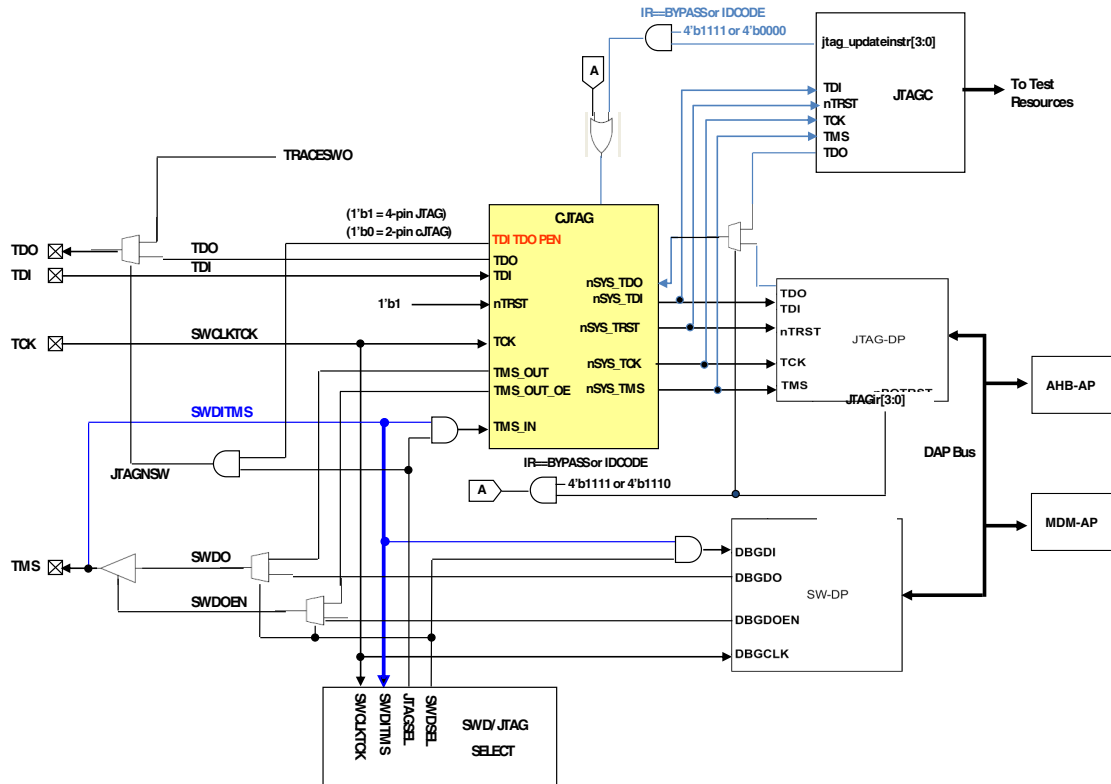 IR==BYPASSor IDCODE
4'b1111 or 4'b0000
jtag_updateinstr[3:0]
A
TDI
nTRST
TCK
TMS
TDO
JTAGC
To Test
Resources
TRACESWO
(1'b1 = 4-pin JTAG)
(1'b0 = 2-pin cJTAG)
CJTAG
TDI TDO PEN
TDO
TDO
TDO
TDI
TDI
TDI
nSYS_TDO
nSYS_TDI
TDO
TDI
1'b1
nTRST
nSYS_TRST
nTRST
JTAG-DP
TCK
SWCLKTCK
TCK
nSYS_TCK
TCK
TMS_OUT
TMS_OUT_OE
nSYS_TMS
TMS
JTAGir[3:0]
AHB-AP
SWDITMS
TMS_IN
DAP Bus
IR==BYPASSor IDCODE
4'b1111 or 4'b1110
JTAGNSW
A
MDM-AP
TMS
SWDO
DBGDI
DBGDO
SW-DP
SWDOEN
DBGDOEN
DBGCLK
SWCLKTCK
SWDITMS
JTAGSEL
SWDSEL
SWD/JTAG
SELECT